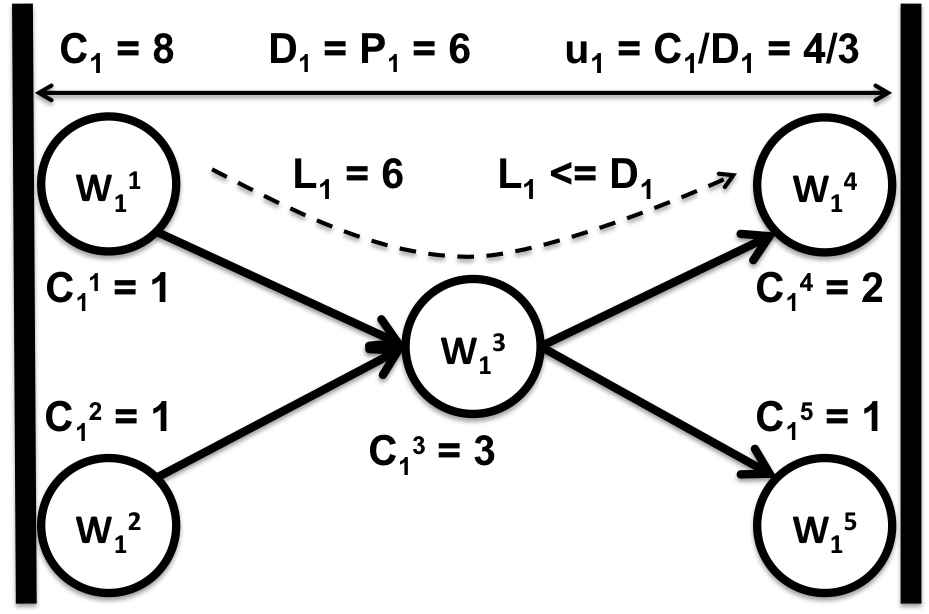 C₁ = 8 D₁ = P₁ = 6 u₁ = C₁/D₁ = 4/3
W₁¹ L₁ = 6 L₁ <= D₁ W₁⁴
C₁¹ = 1 C₁⁴ = 2
W₁³
C₁² = 1 C₁⁵ = 1
C₁³ = 3
W₁² W₁⁵